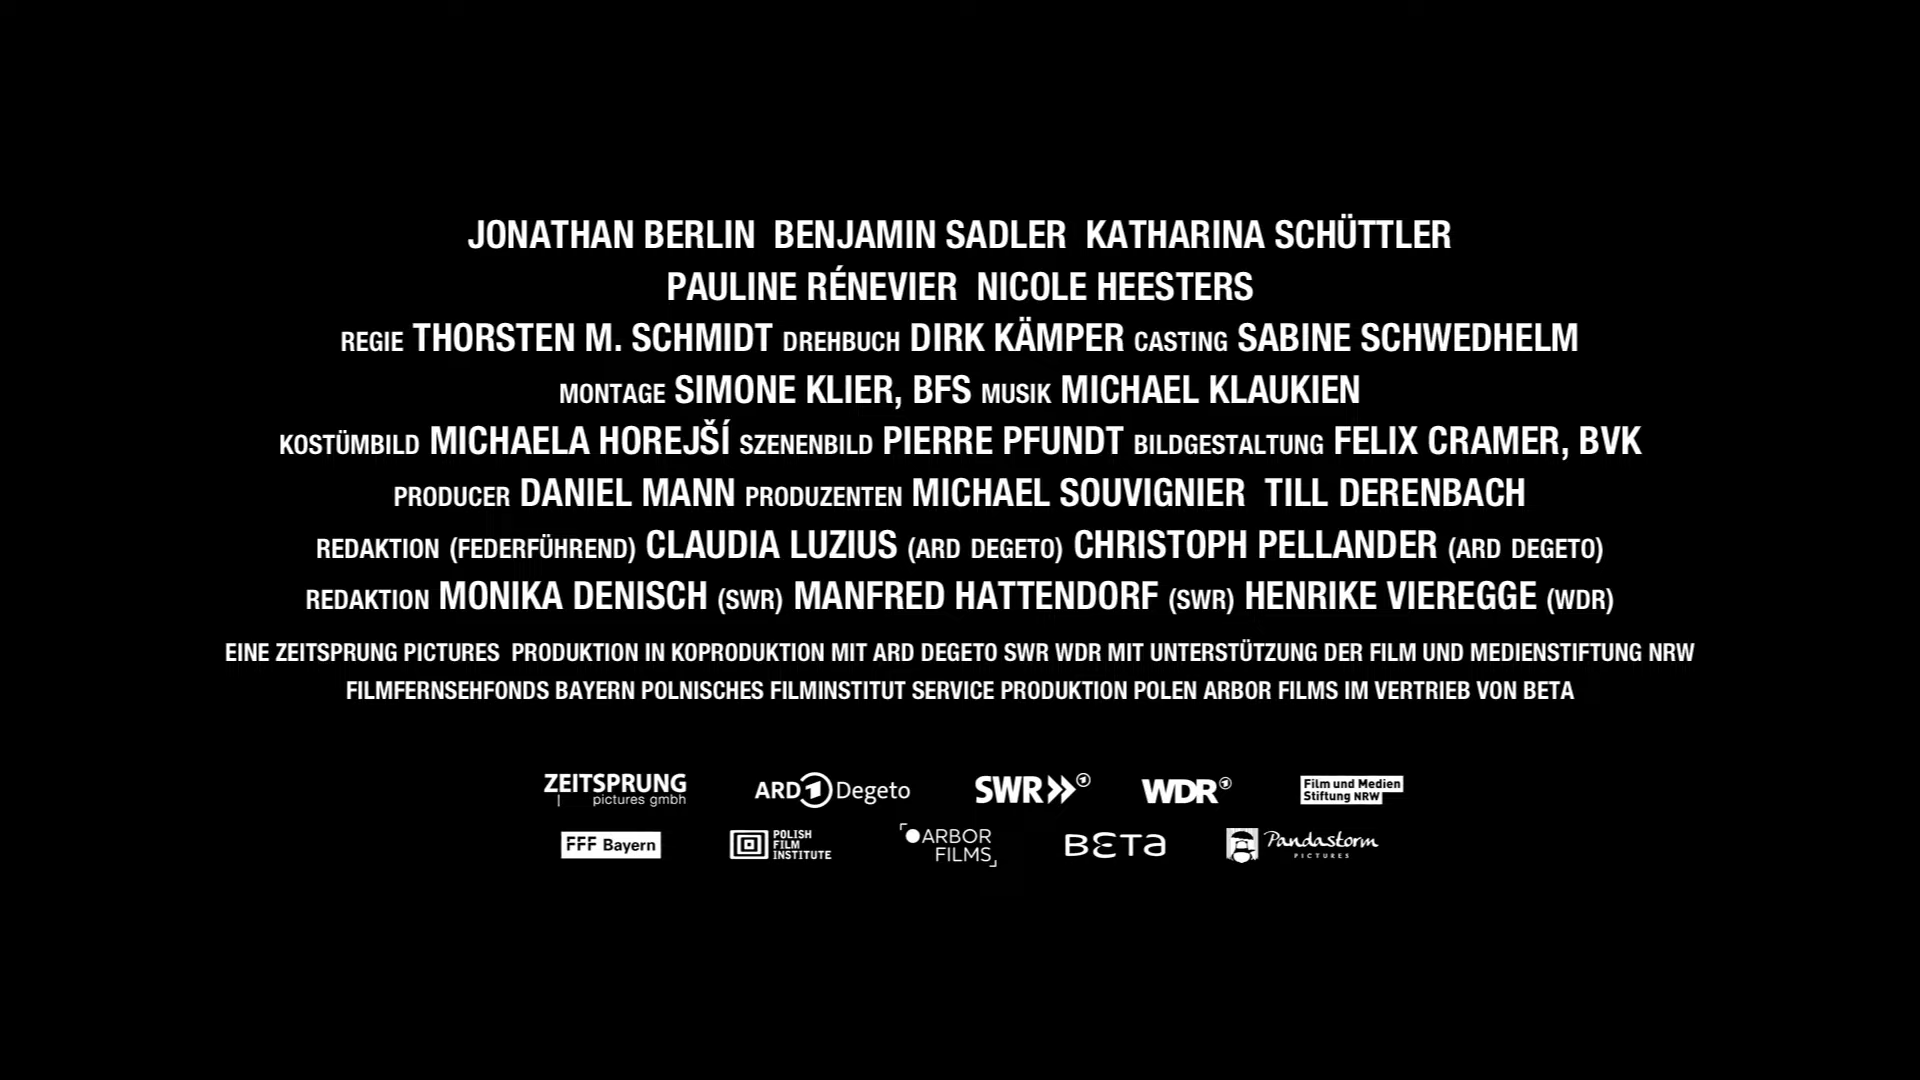 JONATHAN BERLIN BENJAMIN SADLER KATHARINA SCHÜTTLER
PAULINE RÉNEVIER NICOLE HEESTERS
REGIE THORSTEN M. SCHMIDT DREHBUCH DIRK KÄMPER CASTING SABINE SCHWEDHELM
MONTAGE SIMONE KLIER, BFS MUSIK MICHAEL KLAUKIEN
KOSTÜMBILD MICHAELA HOREJŠÍ SZENENBILD PIERRE PFUNDT BILDGESTALTUNG FELIX CRAMER, BVK
PRODUCER DANIEL MANN PRODUZENTEN MICHAEL SOUVIGNIER TILL DERENBACH
REDAKTION (FEDERFÜHREND) CLAUDIA LUZIUS (ARD DEGETO) CHRISTOPH PELLANDER (ARD DEGETO)
REDAKTION MONIKA DENISCH (SWR) MANFRED HATTENDORF (SWR) HENRIKE VIEREGGE (WDR)
EINE ZEITSPRUNG PICTURES PRODUKTION IN KOPRODUKTION MIT ARD DEGETO SWR WDR MIT UNTERSTÜTZUNG DER FILM UND MEDIENSTIFTUNG NRW
FILMFERNSEHFONDS BAYERN POLNISCHES FILMINSTITUT SERVICE PRODUKTION POLEN ARBOR FILMS IM VERTRIEB VON BETA
ZEITSPRUNG
pictures gmbh
ARD 1 Degeto
SWR
WDR
Film und Medien
Stiftung NRW
FFF Bayern
POLISH
FILM
INSTITUTE
ARBOR
FILMS
BETA
Pandastorm
PICTURES